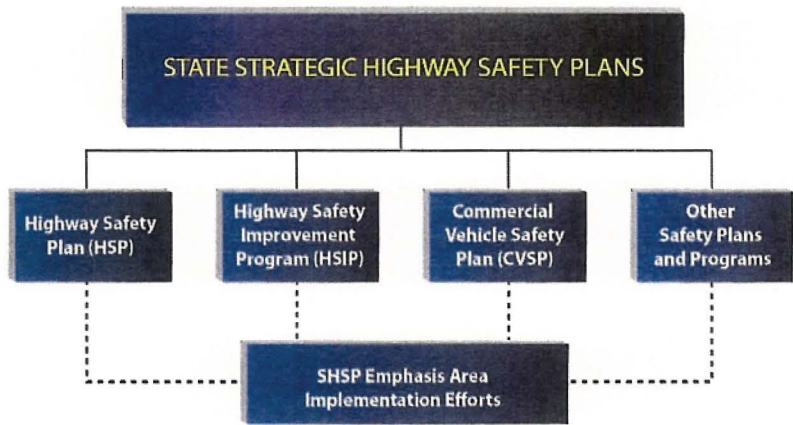 STATE STRATEGIC HIGHWAY SAFETY PLANS
Highway Safety
Plan (HSP)
Highway Safety
Improvement
Program (HSIP)
Commercial
Vehicle Safety
Plan (CVSP)
Other
Safety Plans
and Programs
SHSP Emphasis Area
Implementation Efforts